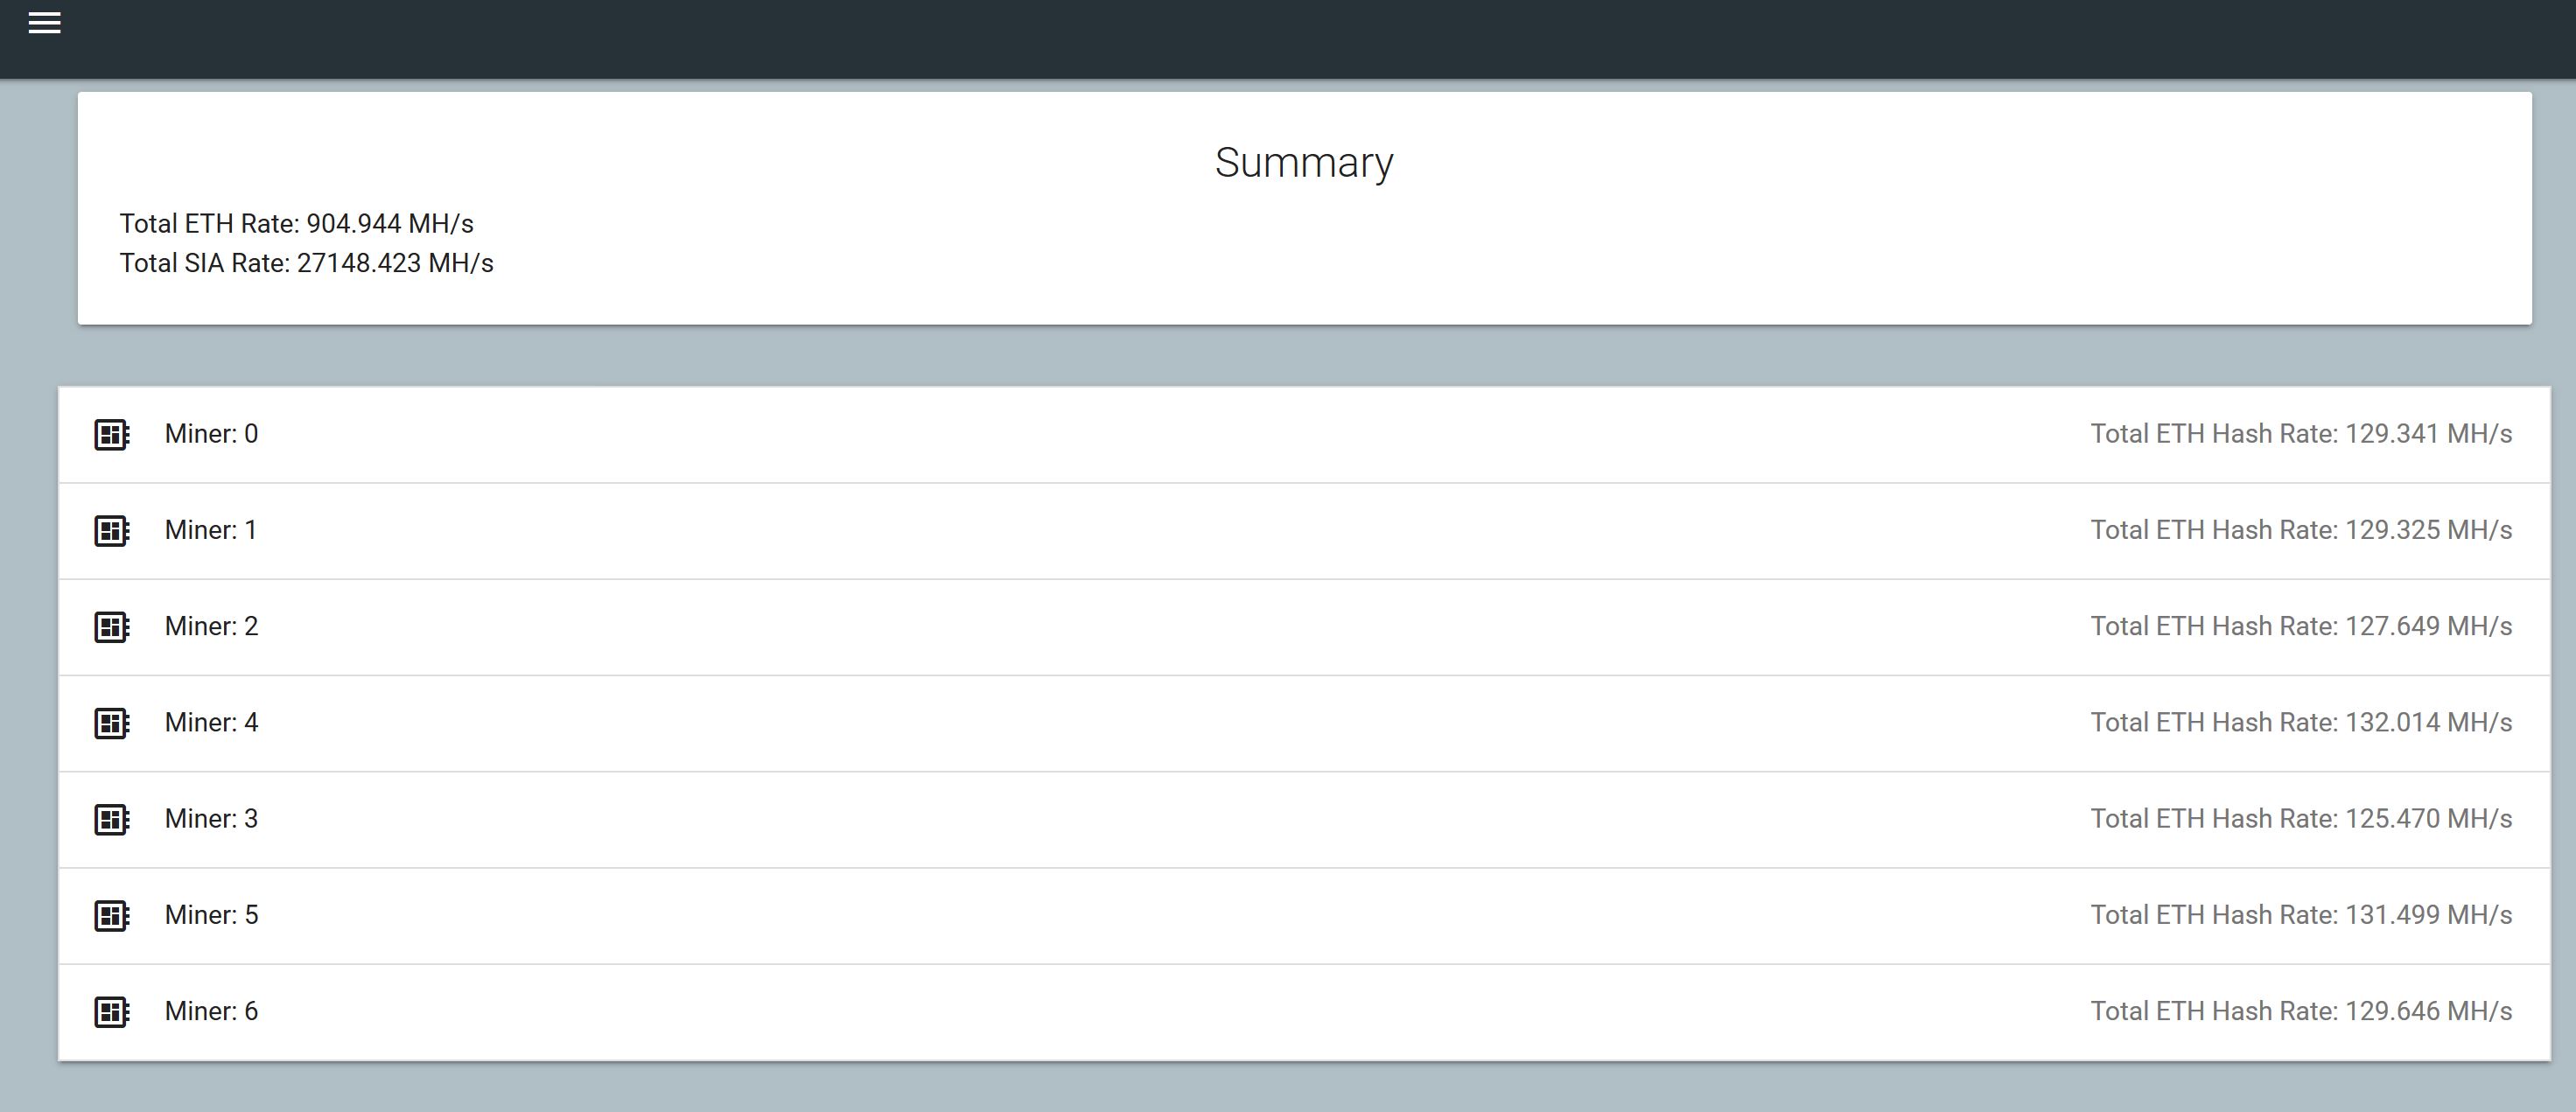 Summary
Total ETH Rate: 904.944 MH/s
Total SIA Rate: 27148.423 MH/s
Miner: 0 Total ETH Hash Rate: 129.341 MH/s
Miner: 1 Total ETH Hash Rate: 129.325 MH/s
Miner: 2 Total ETH Hash Rate: 127.649 MH/s
Miner: 4 Total ETH Hash Rate: 132.014 MH/s
Miner: 3 Total ETH Hash Rate: 125.470 MH/s
Miner: 5 Total ETH Hash Rate: 131.499 MH/s
Miner: 6 Total ETH Hash Rate: 129.646 MH/s